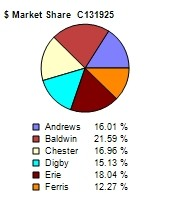 $ Market Share C131925
Andrews 16.01 %
Baldwin 21.59 %
Chester 16.96 %
Digby 15.13 %
Erie 18.04 %
Ferris 12.27 %